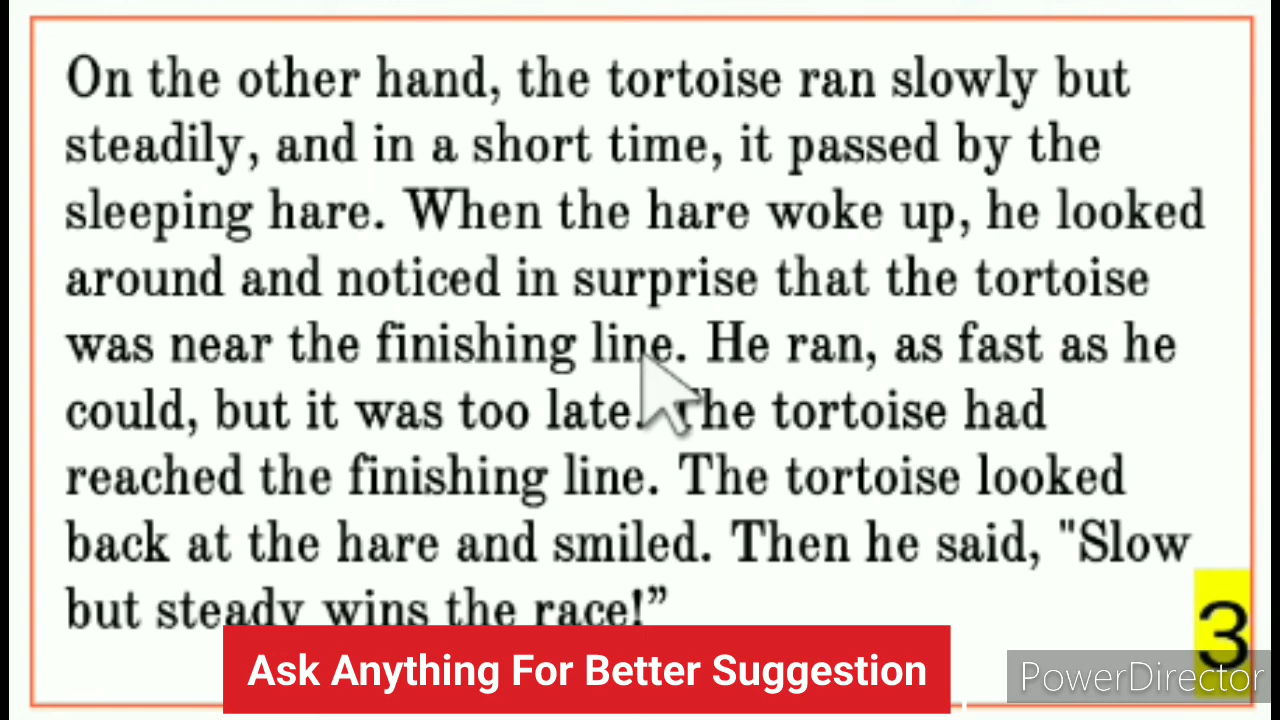 On the other hand, the tortoise ran slowly but
steadily, and in a short time, it passed by the
sleeping hare. When the hare woke up, he looked
around and noticed in surprise that the tortoise
was near the finishing line. He ran, as fast as he
could, but it was too late. The tortoise had
reached the finishing line. The tortoise looked
back at the hare and smiled. Then he said, "Slow
but steady wins the race!”
3
Ask Anything For Better Suggestion
PowerDirector